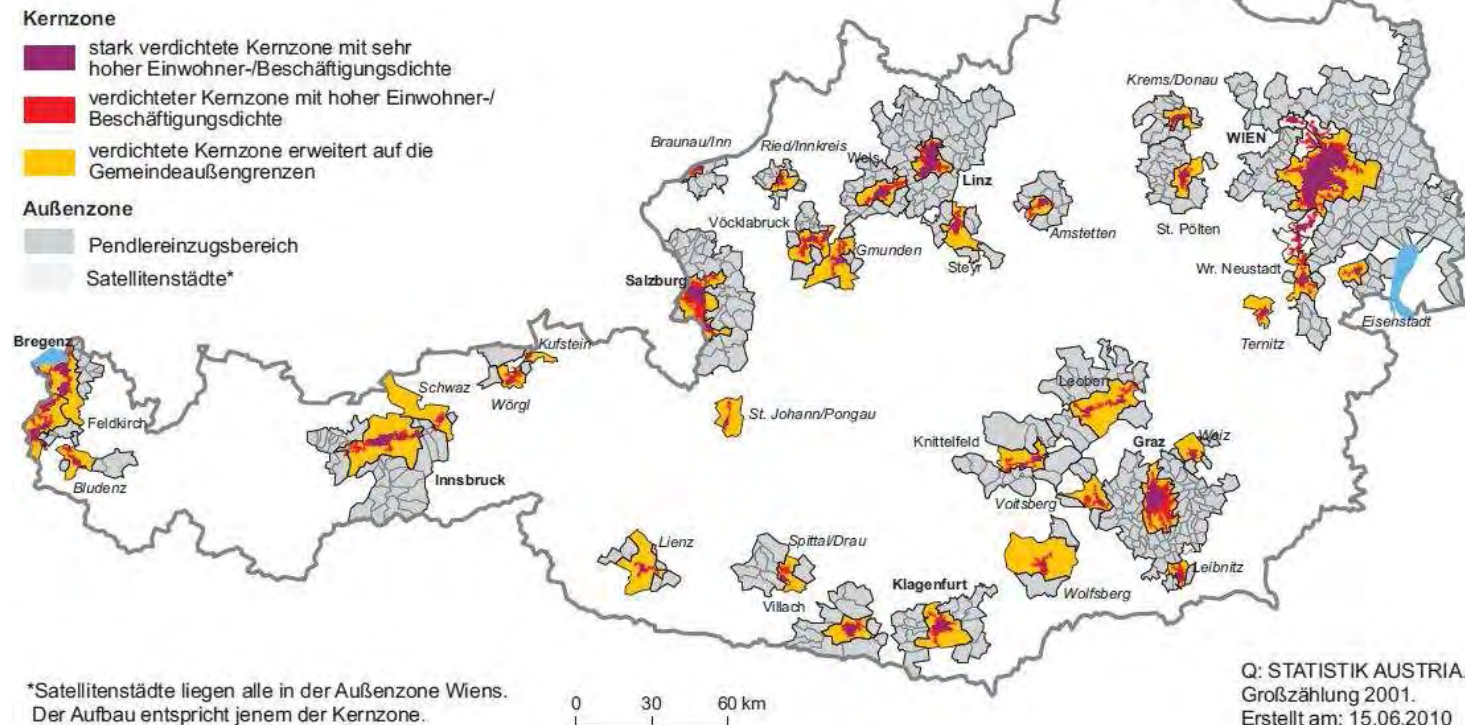 Kernzone
stark verdichtete Kernzone mit sehr
hoher Einwohner-/Beschäftigungsdichte
verdichteter Kernzone mit hoher Einwohner-/
Beschäftigungsdichte
verdichtete Kernzone erweitert auf die
Gemeindeaußengrenzen
Außenzone
Pendlereinzugsbereich
Satellitenstädte*
Krems/Donau
Braunau/Inn
Ried/Innkreis
WIEN
Wels
Linz
Vöcklabruck
Gmunden
Amstetten
St. Pölten
Steyr
Wr. Neustadt
Salzburg
Eisenstadt
Ternitz
Bregenz
Kufstein
Schwaz
Wörgl
Leoben
St. Johann/Pongau
Feldkirch
Knittelfeld
Graz
Weiz
Innsbruck
Bludenz
Voitsberg
Lienz
Spittal/Drau
Leibnitz
Klagenfurt
Wolfsberg
Villach
*Satellitenstädte liegen alle in der Außenzone Wiens.
Der Aufbau entspricht jenem der Kernzone.
0 30 60 km
Q: STATISTIK AUSTRIA.
Großzählung 2001.
Erstellt am: 15.06.2010